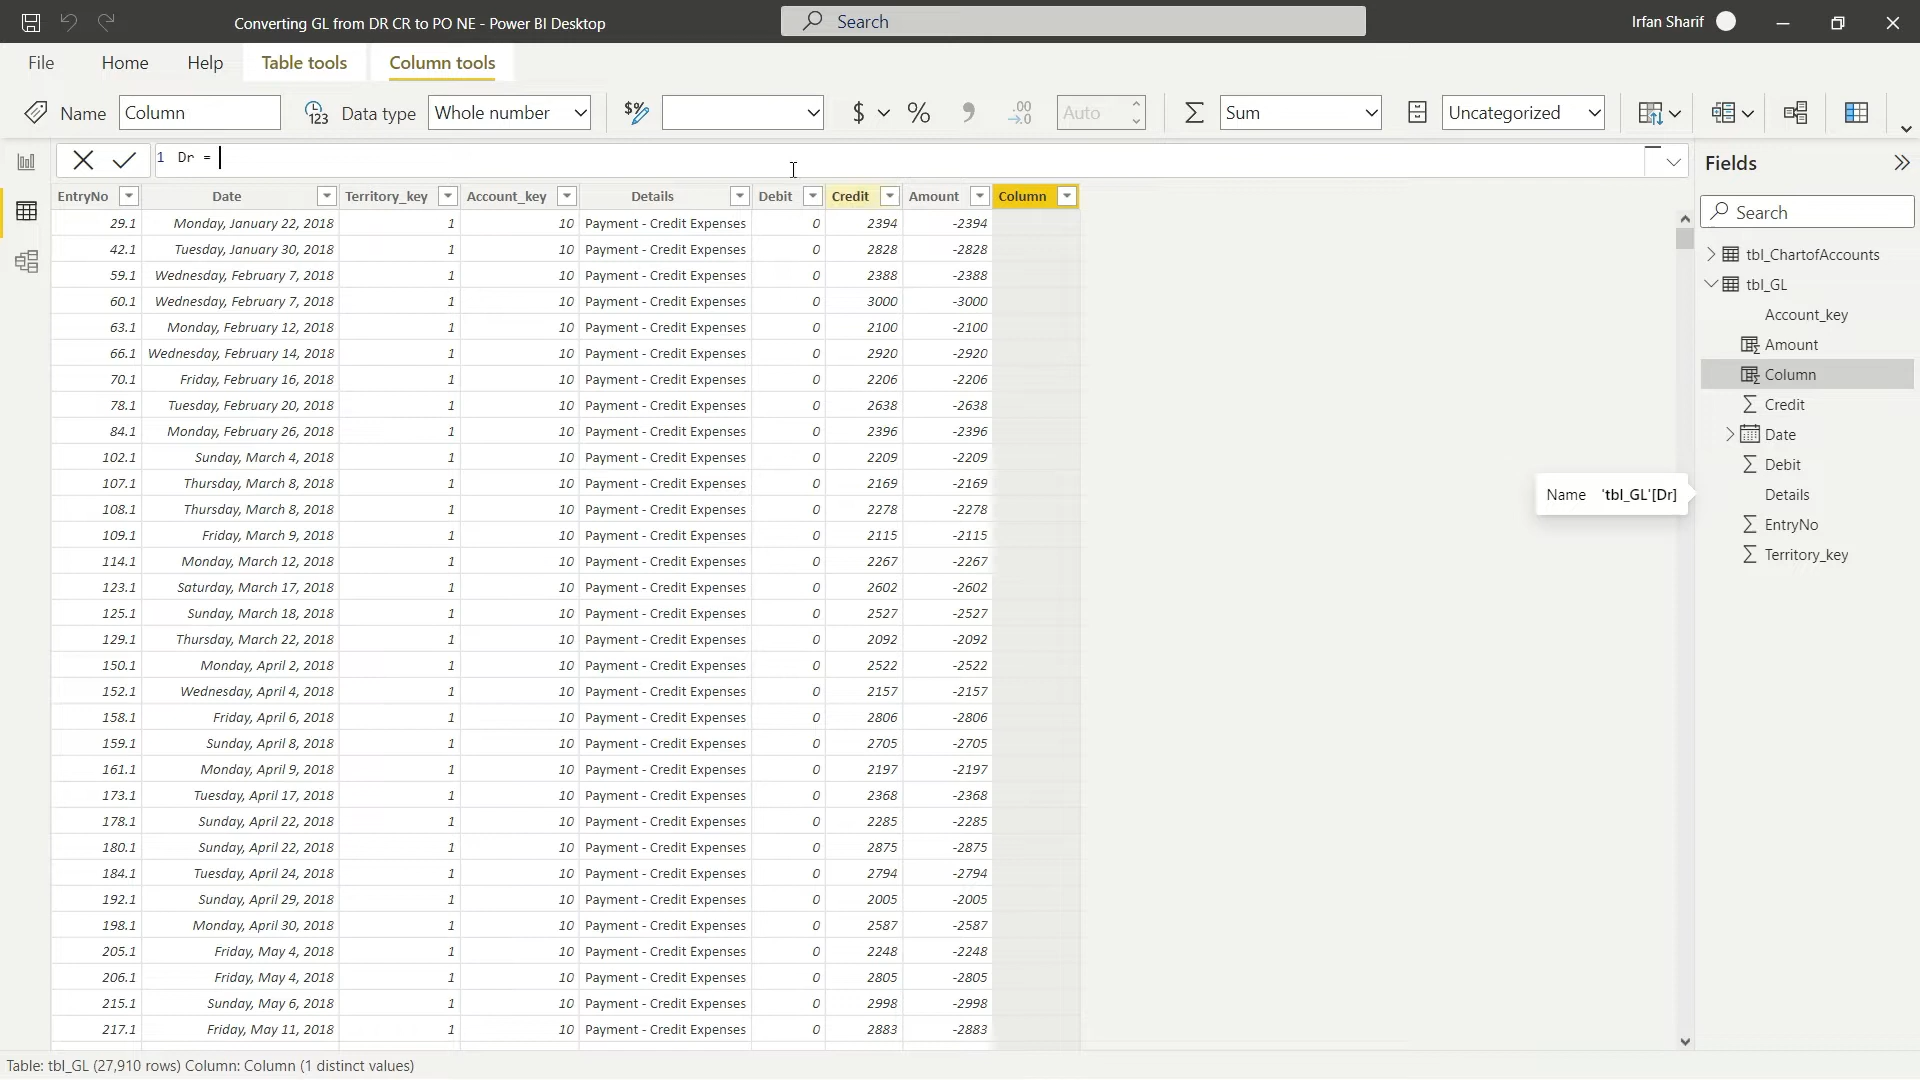 Converting GL from DR CR to PO NE - Power BI Desktop
Search
Irfan Sharif
File Home Help Table tools Column tools
Name Column Data type Whole number $ % Auto Sum Uncategorized
1 Dr =
Fields
EntryNo Date Territory_key Account_key Details Debit Credit Amount Column
29.1 Monday, January 22, 2018 1 10 Payment - Credit Expenses 0 2394 -2394
42.1 Tuesday, January 30, 2018 1 10 Payment - Credit Expenses 0 2828 -2828
59.1 Wednesday, February 7, 2018 1 10 Payment - Credit Expenses 0 2388 -2388
60.1 Wednesday, February 7, 2018 1 10 Payment - Credit Expenses 0 3000 -3000
63.1 Monday, February 12, 2018 1 10 Payment - Credit Expenses 0 2100 -2100
66.1 Wednesday, February 14, 2018 1 10 Payment - Credit Expenses 0 2920 -2920
70.1 Friday, February 16, 2018 1 10 Payment - Credit Expenses 0 2206 -2206
78.1 Tuesday, February 20, 2018 1 10 Payment - Credit Expenses 0 2638 -2638
84.1 Monday, February 26, 2018 1 10 Payment - Credit Expenses 0 2396 -2396
102.1 Sunday, March 4, 2018 1 10 Payment - Credit Expenses 0 2209 -2209
107.1 Thursday, March 8, 2018 1 10 Payment - Credit Expenses 0 2169 -2169
108.1 Thursday, March 8, 2018 1 10 Payment - Credit Expenses 0 2278 -2278
109.1 Friday, March 9, 2018 1 10 Payment - Credit Expenses 0 2115 -2115
114.1 Monday, March 12, 2018 1 10 Payment - Credit Expenses 0 2267 -2267
123.1 Saturday, March 17, 2018 1 10 Payment - Credit Expenses 0 2602 -2602
125.1 Sunday, March 18, 2018 1 10 Payment - Credit Expenses 0 2527 -2527
129.1 Thursday, March 22, 2018 1 10 Payment - Credit Expenses 0 2092 -2092
150.1 Monday, April 2, 2018 1 10 Payment - Credit Expenses 0 2522 -2522
152.1 Wednesday, April 4, 2018 1 10 Payment - Credit Expenses 0 2157 -2157
158.1 Friday, April 6, 2018 1 10 Payment - Credit Expenses 0 2806 -2806
159.1 Sunday, April 8, 2018 1 10 Payment - Credit Expenses 0 2705 -2705
161.1 Monday, April 9, 2018 1 10 Payment - Credit Expenses 0 2197 -2197
173.1 Tuesday, April 17, 2018 1 10 Payment - Credit Expenses 0 2368 -2368
178.1 Sunday, April 22, 2018 1 10 Payment - Credit Expenses 0 2285 -2285
180.1 Sunday, April 22, 2018 1 10 Payment - Credit Expenses 0 2875 -2875
184.1 Tuesday, April 24, 2018 1 10 Payment - Credit Expenses 0 2794 -2794
192.1 Sunday, April 29, 2018 1 10 Payment - Credit Expenses 0 2005 -2005
198.1 Monday, April 30, 2018 1 10 Payment - Credit Expenses 0 2587 -2587
205.1 Friday, May 4, 2018 1 10 Payment - Credit Expenses 0 2248 -2248
206.1 Friday, May 4, 2018 1 10 Payment - Credit Expenses 0 2805 -2805
215.1 Sunday, May 6, 2018 1 10 Payment - Credit Expenses 0 2998 -2998
217.1 Friday, May 11, 2018 1 10 Payment - Credit Expenses 0 2883 -2883
Search
tbl_ChartofAccounts
tbl_GL
Account_key
Amount
Column
Credit
Date
Debit
Name 'tbl_GL'[Dr]
Details
EntryNo
Territory_key
Table: tbl_GL (27,910 rows) Column: Column (1 distinct values)